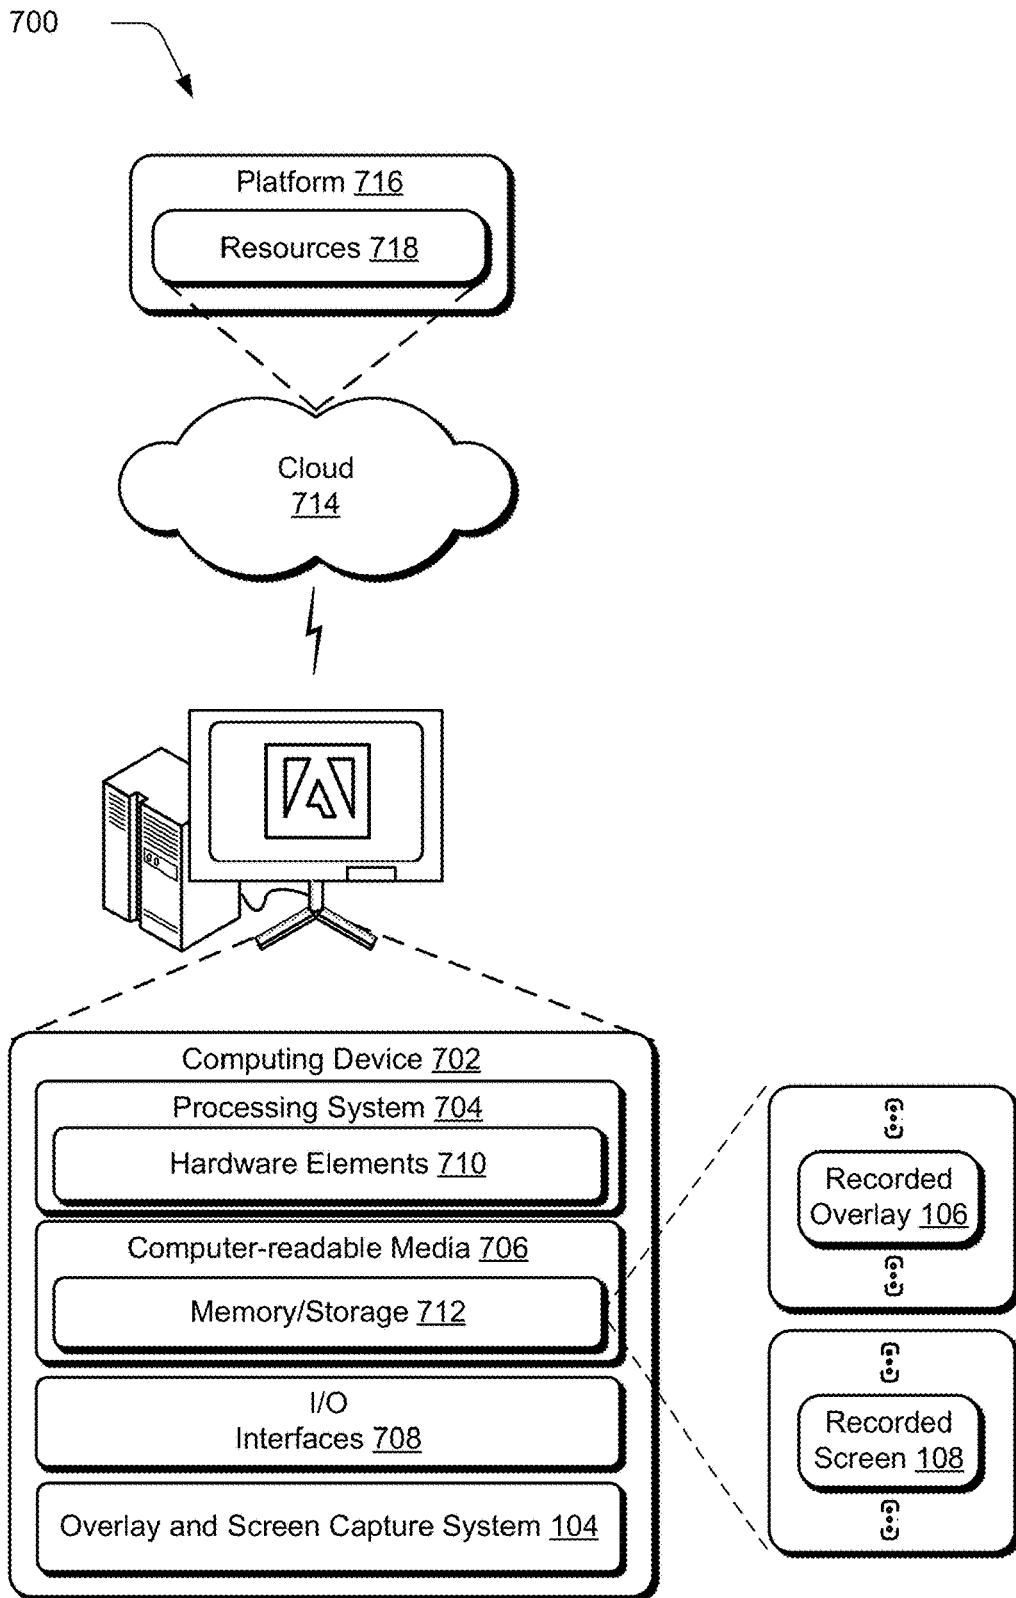 700
Platform 716
Resources 718
Cloud
714
Computing Device 702
Processing System 704
Hardware Elements 710
Computer-readable Media 706
Memory/Storage 712
I/O
Interfaces 708
Overlay and Screen Capture System 104
Recorded
Overlay 106
Recorded
Screen 108